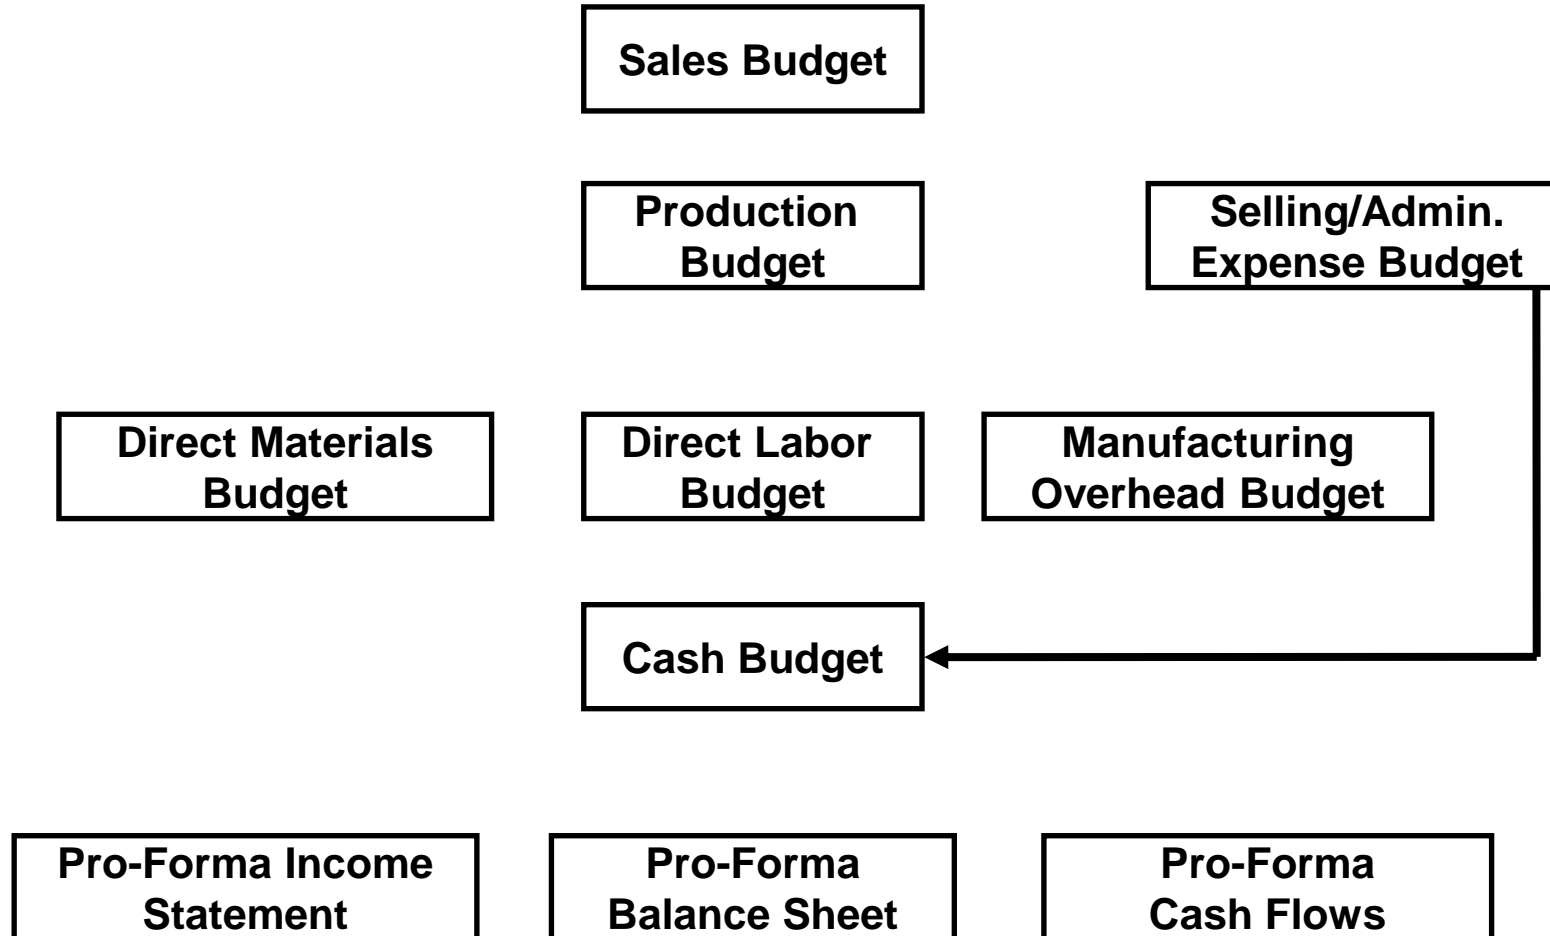 Sales Budget
Production
Budget
Selling/Admin.
Expense Budget
Direct Materials
Budget
Direct Labor
Budget
Manufacturing
Overhead Budget
Cash Budget
Pro-Forma Income
Statement
Pro-Forma
Balance Sheet
Pro-Forma
Cash Flows